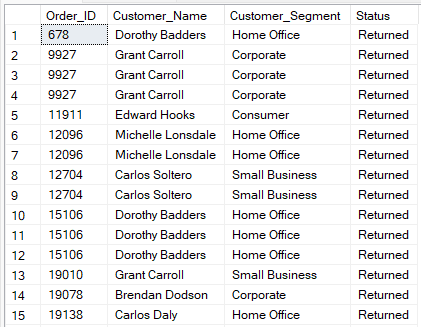 Order_ID Customer_Name Customer_Segment Status
1 678 Dorothy Badders Home Office Returned
2 9927 Grant Carroll Corporate Returned
3 9927 Grant Carroll Corporate Returned
4 9927 Grant Carroll Corporate Returned
5 11911 Edward Hooks Consumer Returned
6 12096 Michelle Lonsdale Home Office Returned
7 12096 Michelle Lonsdale Home Office Returned
8 12704 Carlos Soltero Small Business Returned
9 12704 Carlos Soltero Small Business Returned
10 15106 Dorothy Badders Home Office Returned
11 15106 Dorothy Badders Home Office Returned
12 15106 Dorothy Badders Home Office Returned
13 19010 Grant Carroll Small Business Returned
14 19078 Brendan Dodson Corporate Returned
15 19138 Carlos Daly Home Office Returned